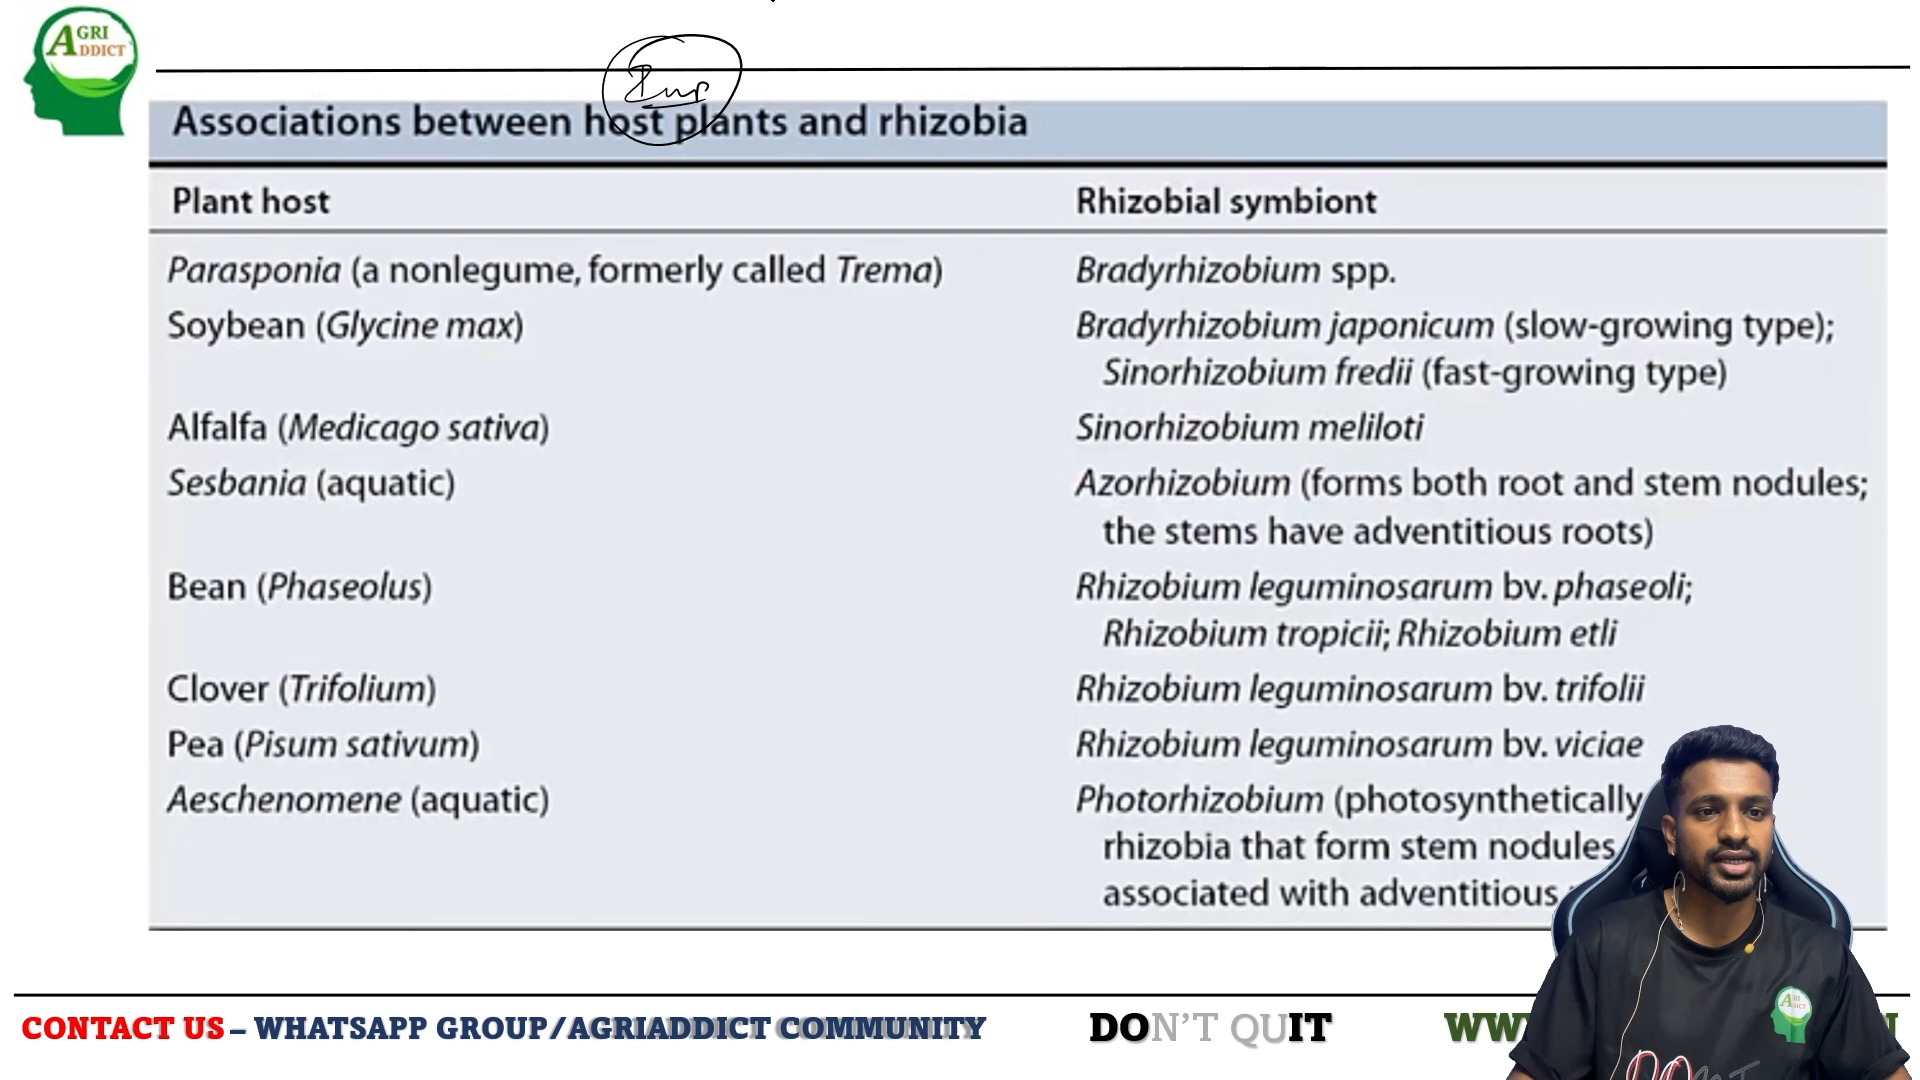 AGRI
ADDICT
Imp
Associations between host plants and rhizobia
Plant host Rhizobial symbiont
Parasponia (a nonlegume, formerly called Trema) Bradyrhizobium spp.
Soybean (Glycine max) Bradyrhizobium japonicum (slow-growing type);
Sinorhizobium fredii (fast-growing type)
Alfalfa (Medicago sativa) Sinorhizobium meliloti
Sesbania (aquatic) Azorhizobium (forms both root and stem nodules;
the stems have adventitious roots)
Bean (Phaseolus) Rhizobium leguminosarum bv. phaseoli;
Rhizobium tropicii; Rhizobium etli
Clover (Trifolium) Rhizobium leguminosarum bv. trifolii
Pea (Pisum sativum) Rhizobium leguminosarum bv. viciae
Aeschenomene (aquatic) Photorhizobium (photosynthetically
rhizobia that form stem nodules
associated with adventitious
CONTACT US – WHATSAPP GROUP/AGRIADDICT COMMUNITY DON'T QUIT